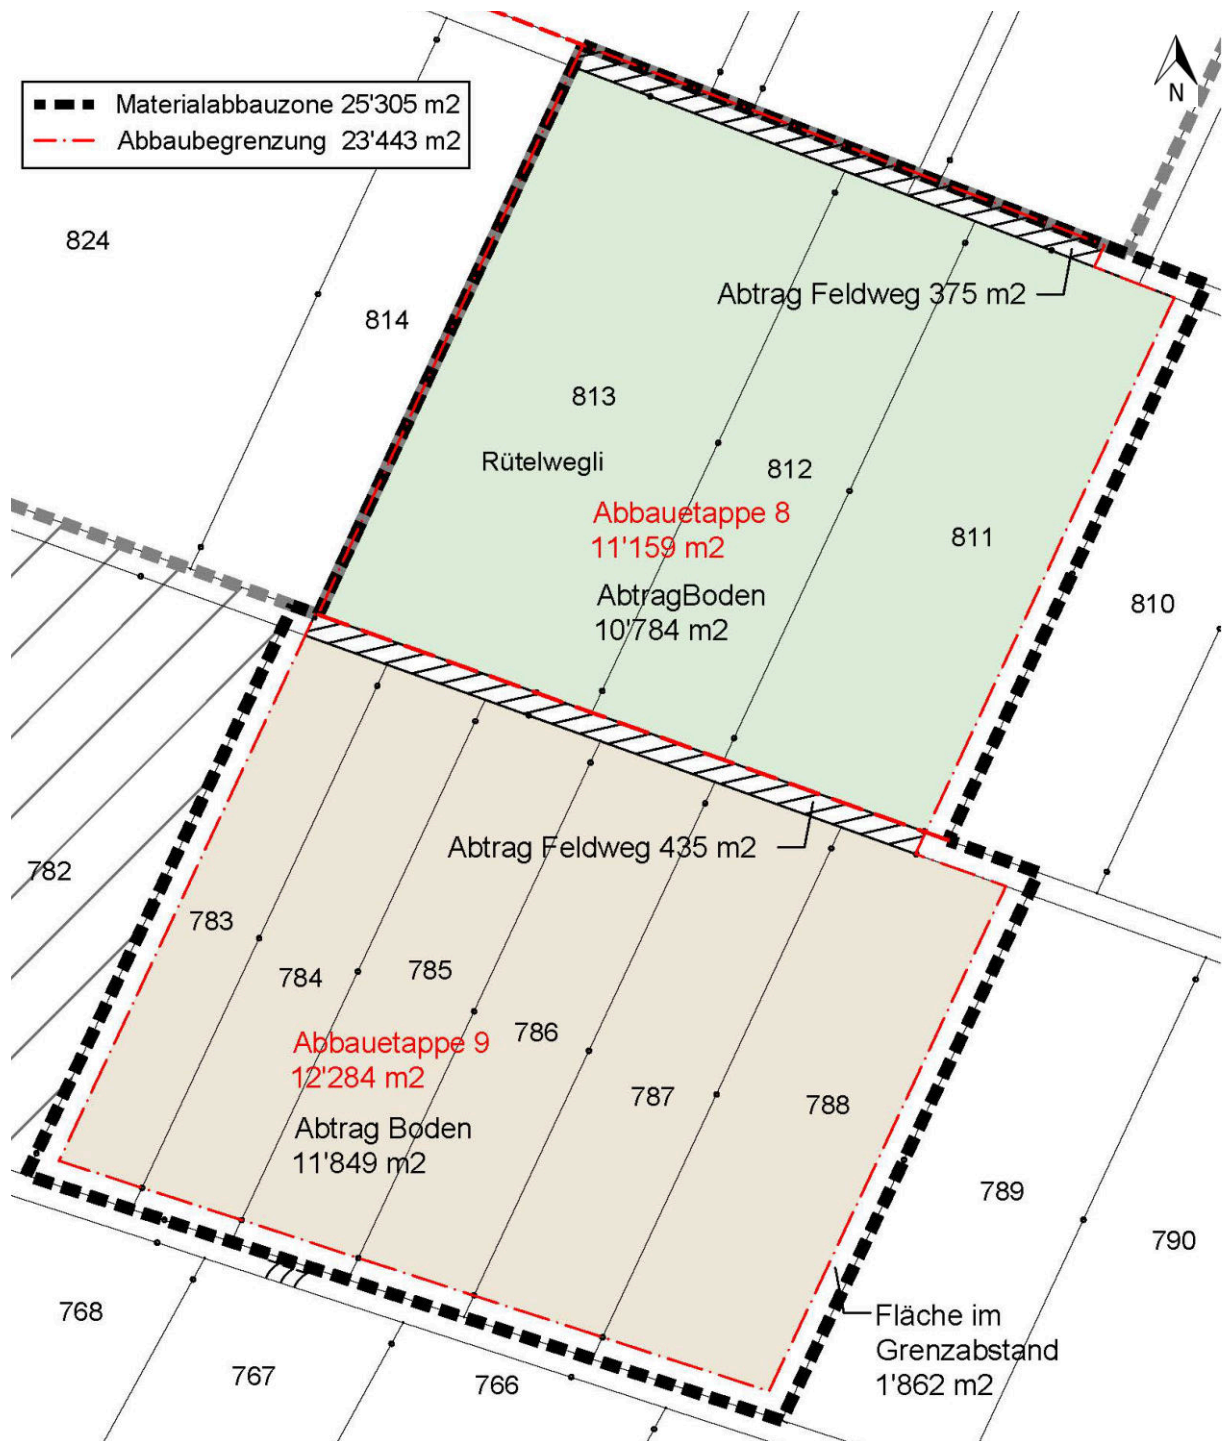 N
Materialabbauzone 25'305 m2
Abbaubegrenzung 23'443 m2
824
814
Abtrag Feldweg 375 m2
813
Rütelwegli
812
811
Abbauetappe 8
11'159 m2
AbtragBoden
10'784 m2
810
Abtrag Feldweg 435 m2
782
783
784
785
786
787
788
Abbauetappe 9
12'284 m2
Abtrag Boden
11'849 m2
789
790
768
767
766
Fläche im
Grenzabstand
1'862 m2